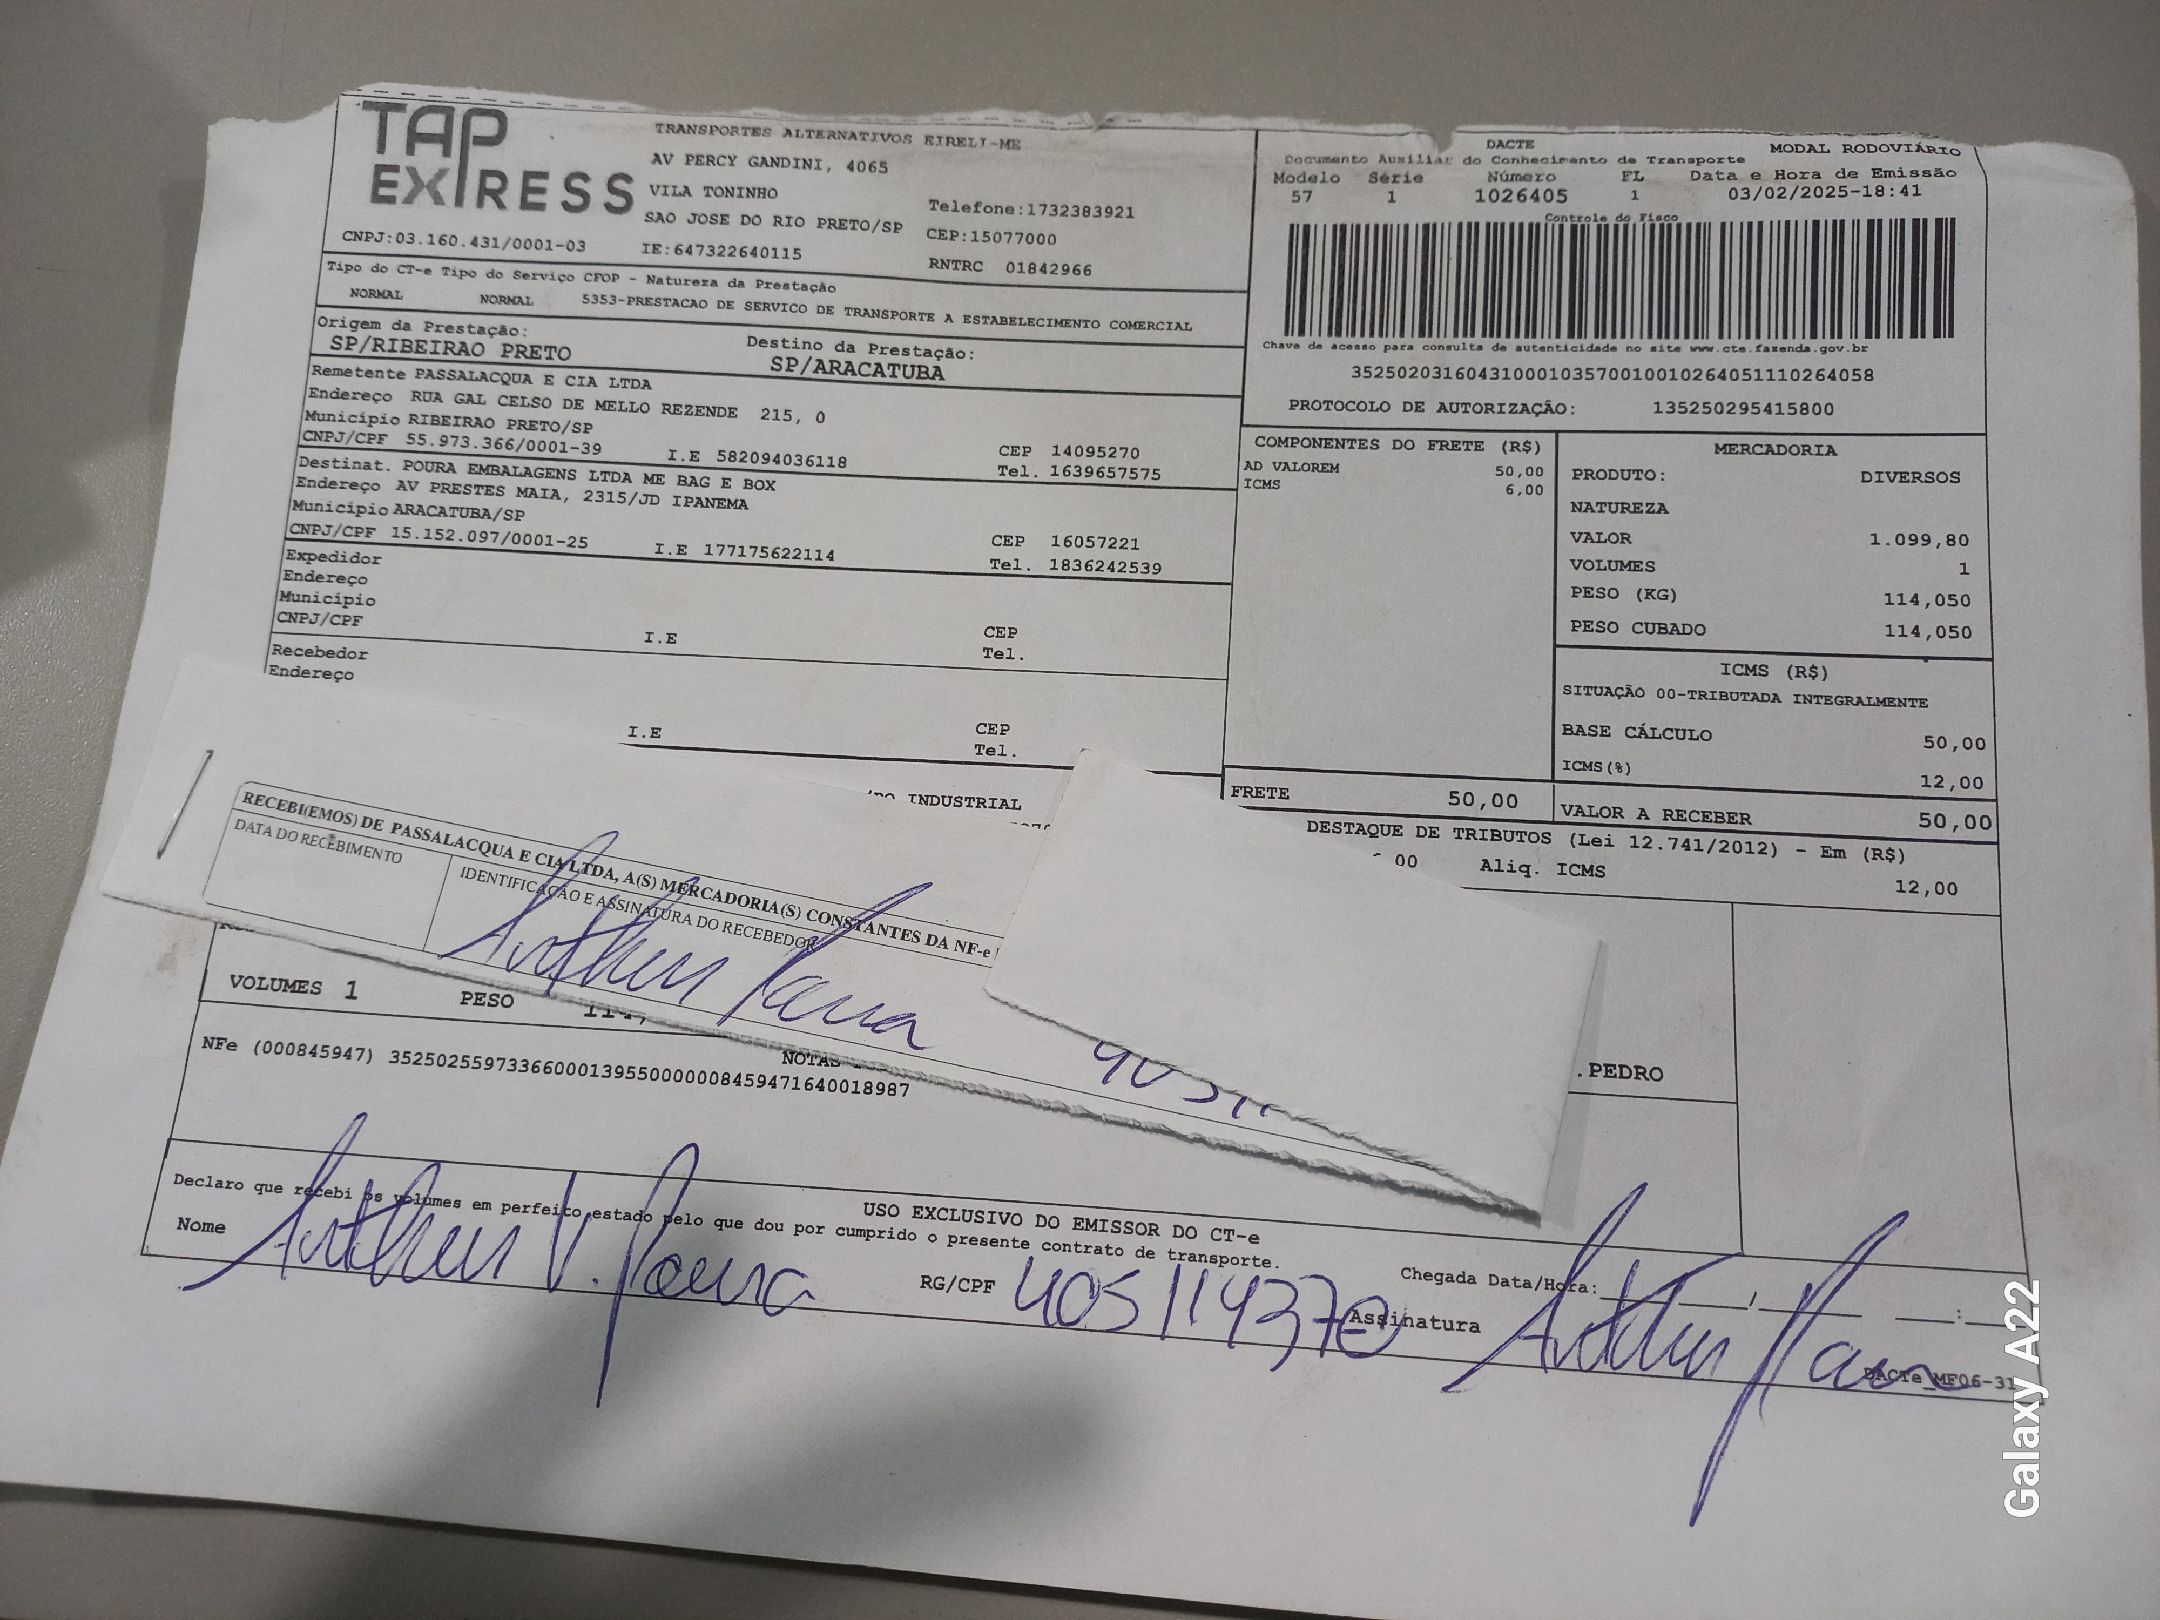 TAP EXPRESS
TRANSPORTES ALTERNATIVOS EIRELI-ME
AV PERCY GANDINI, 4065
VILA TONINHO
SAO JOSE DO RIO PRETO/SP
Telefone:1732383921
CEP:15077000
CNPJ:03.160.431/0001-03 IE:647322640115 RNTRC 01842966
Tipo do CT-e Tipo do Serviço CFOP - Natureza da Prestação
NORMAL NORMAL 5353-PRESTACAO DE SERVICO DE TRANSPORTE A ESTABELECIMENTO COMERCIAL
Origem da Prestação: Destino da Prestação:
SP/RIBEIRAO PRETO SP/ARACATUBA
Remetente PASSALACQUA E CIA LTDA
Endereço RUA GAL CELSO DE MELLO REZENDE 215, 0
Município RIBEIRAO PRETO/SP CEP 14095270
CNPJ/CPF 55.973.366/0001-39 I.E 582094036118 Tel. 1639657575
Destinat. POURA EMBALAGENS LTDA ME BAG E BOX
Endereço AV PRESTES MAIA, 2315/JD IPANEMA
Município ARACATUBA/SP CEP 16057221
CNPJ/CPF 15.152.097/0001-25 I.E 177175622114 Tel. 1836242539
Expedidor
Endereço
Município CEP
CNPJ/CPF I.E Tel.
Recebedor
Endereço
CEP
I.E Tel.
INDUSTRIAL
DACTE MODAL RODOVIÁRIO
Documento Auxiliar do Conhecimento de Transporte
Modelo Série Número FL Data e Hora de Emissão
57 1 1026405 1 03/02/2025-18:41
Controle do Fisco
Chave de acesso para consulta de autenticidade no site www.cte.fazenda.gov.br
35250203160431000103570010010264051110264058
PROTOCOLO DE AUTORIZAÇÃO: 135250295415800
COMPONENTES DO FRETE (R$)
AD VALOREM 50,00
ICMS 6,00
MERCADORIA
PRODUTO: DIVERSOS
NATUREZA
VALOR 1.099,80
VOLUMES 1
PESO (KG) 114,050
PESO CUBADO 114,050
ICMS (R$)
SITUAÇÃO 00-TRIBUTADA INTEGRALMENTE
BASE CÁLCULO 50,00
ICMS(%) 12,00
FRETE 50,00 VALOR A RECEBER 50,00
DESTAQUE DE TRIBUTOS (Lei 12.741/2012) - Em (R$)
00 Aliq. ICMS 12,00
RECEBI(EMOS) DE PASSALACQUA E CIA LTDA, A(S) MERCADORIA(S) CONSTANTES DA NF-e
DATA DO RECEBIMENTO IDENTIFICAÇÃO E ASSINATURA DO RECEBEDOR
VOLUMES 1 PESO
.PEDRO
NOTAS
NFe (000845947) 35250255973366000139550000008459471640018987
USO EXCLUSIVO DO EMISSOR DO CT-e
Declaro que recebi os volumes em perfeito estado pelo que dou por cumprido o presente contrato de transporte.
Chegada Data/Hora: / :
Nome Arthur V. RG/CPF 405119370 Assinatura Arthur
DACTe_MF06-31
Galaxy A22